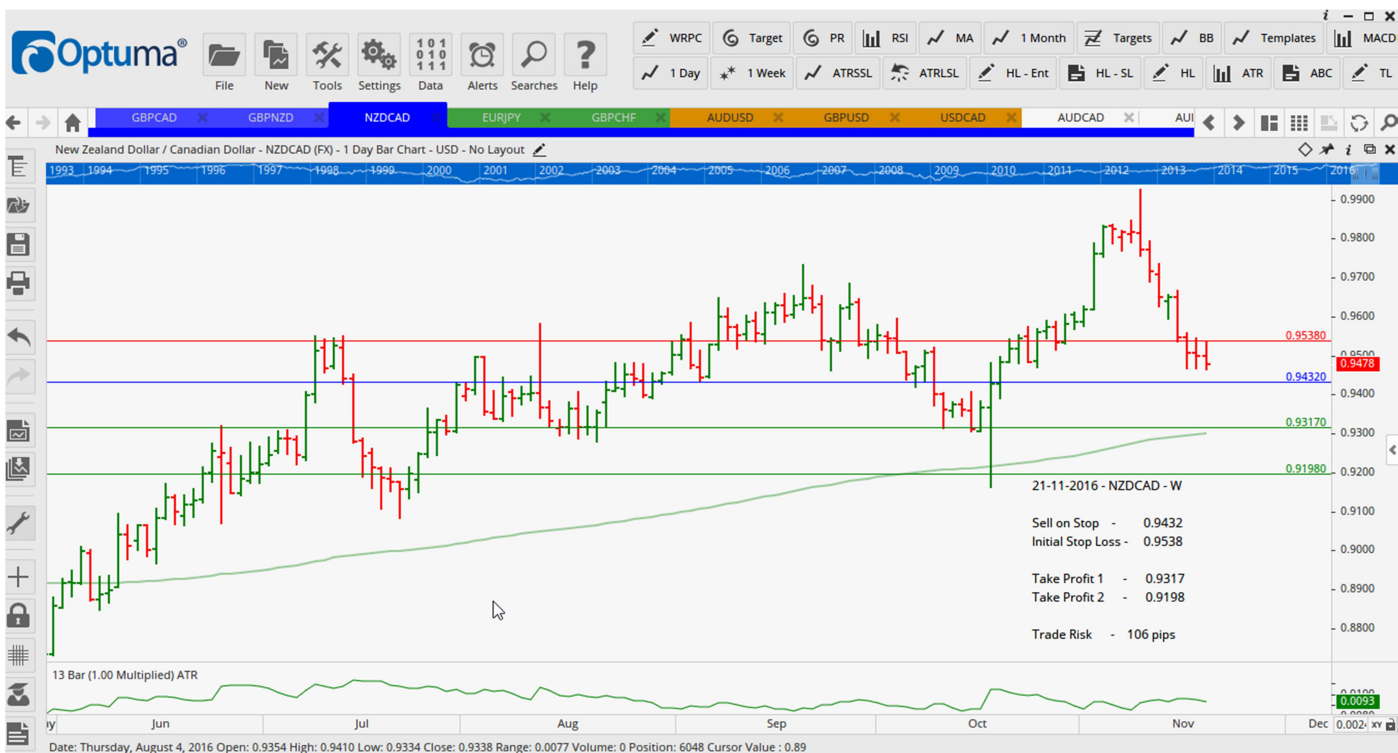 Optuma®
File
New
Tools
Settings
101
010
111
Data
Alerts
Searches
Help
WRPC
Target
PR
RSI
MA
1 Month
Targets
BB
Templates
MACD
1 Day
1 Week
ATRSSL
ATRLSL
HL - Ent
HL - SL
HL
ATR
ABC
TL
GBPCAD
GBPNZD
NZDCAD
EURJPY
GBPCHF
AUDUSD
GBPUSD
USDCAD
AUDCAD
New Zealand Dollar / Canadian Dollar - NZDCAD (FX) - 1 Day Bar Chart - USD - No Layout
1993 1994 1995 1996 1997 1998 1999 2000 2001 2002 2003 2004 2005 2006 2007 2008 2009 2010 2011 2012 2013 2014 2015 2016
0.9900
0.9800
0.9700
0.9600
0.95380
0.9500
0.9478
0.94320
0.9400
0.93170
0.9300
0.91980
0.9200
0.9100
0.9000
0.8900
0.8800
21-11-2016 - NZDCAD - W
Sell on Stop - 0.9432
Initial Stop Loss - 0.9538
Take Profit 1 - 0.9317
Take Profit 2 - 0.9198
Trade Risk - 106 pips
13 Bar (1.00 Multiplied) ATR
0.0100
0.0093
Jun Jul Aug Sep Oct Nov Dec
XY
Date: Thursday, August 4, 2016 Open: 0.9354 High: 0.9410 Low: 0.9334 Close: 0.9338 Range: 0.0077 Volume: 0 Position: 6048 Cursor Value : 0.89